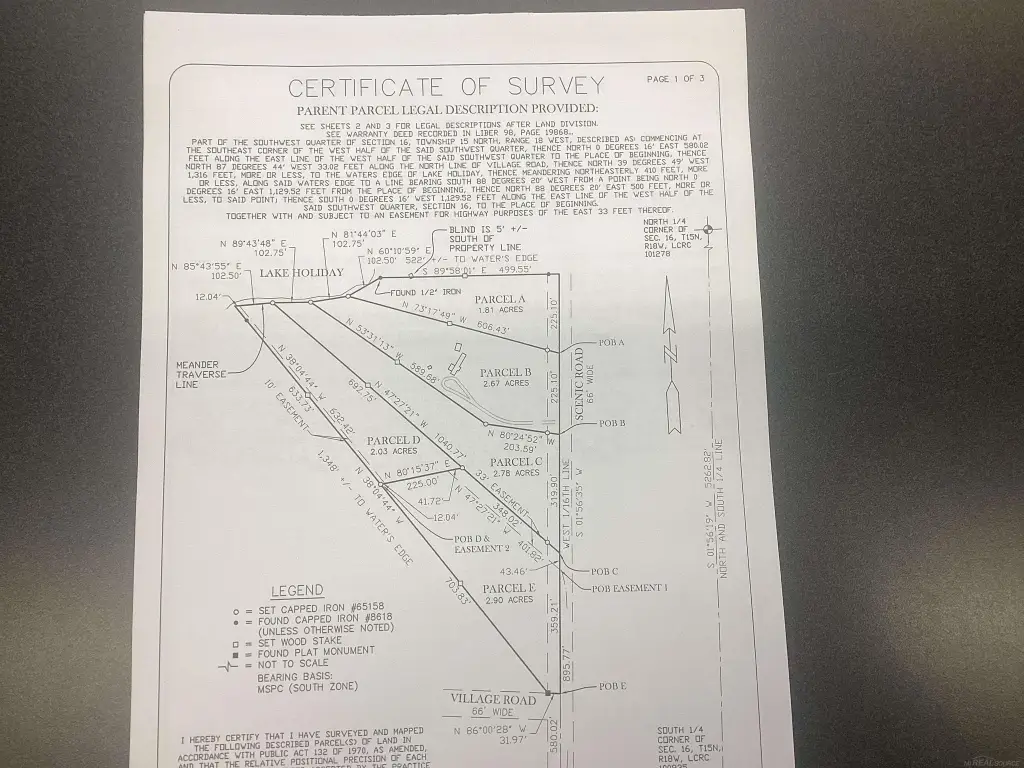 CERTIFICATE OF SURVEY
PAGE 1 OF 3
PARENT PARCEL LEGAL DESCRIPTION PROVIDED:
SEE SHEETS 2 AND 3 FOR LEGAL DESCRIPTIONS AFTER LAND DIVISION.
SEE WARRANTY DEED RECORDED IN LIBER 98, PAGE 19868..
PART OF THE SOUTHWEST QUARTER OF SECTION 16, TOWNSHIP 15 NORTH, RANGE 18 WEST, DESCRIBED AS: COMMENCING AT
THE SOUTHEAST CORNER OF THE WEST HALF OF THE SAID SOUTHWEST QUARTER, THENCE NORTH 0 DEGREES 16' EAST 580.02
FEET ALONG THE EAST LINE OF THE WEST HALF OF THE SAID SOUTHWEST QUARTER TO THE PLACE OF BEGINNING, THENCE
NORTH 87 DEGREES 44' WEST 33.02 FEET ALONG THE NORTH LINE OF VILLAGE ROAD, THENCE NORTH 39 DEGREES 49' WEST
1,316 FEET, MORE OR LESS, TO THE WATERS EDGE OF LAKE HOLIDAY, THENCE MEANDERING NORTHEASTERLY 410 FEET, MORE
OR LESS, ALONG SAID WATERS EDGE TO A LINE BEARING SOUTH 88 DEGREES 20' WEST FROM A POINT BEING NORTH 0
DEGREES 16' EAST 1,129.52 FEET FROM THE PLACE OF BEGINNING, THENCE NORTH 88 DEGREES 20' EAST 500 FEET, MORE OR
LESS, TO SAID POINT; THENCE SOUTH 0 DEGREES 16' WEST 1,129.52 FEET ALONG THE EAST LINE OF THE WEST HALF OF THE
SAID SOUTHWEST QUARTER, SECTION 16, TO THE PLACE OF BEGINNING.
TOGETHER WITH AND SUBJECT TO AN EASEMENT FOR HIGHWAY PURPOSES OF THE EAST 33 FEET THEREOF.
NORTH 1/4
CORNER OF
SEC. 16, T15N,
R18W, LCRC
101278
BLIND IS 5' +/-
SOUTH OF
PROPERTY LINE
N 81°44'03" E
102.75'
N 89°43'48" E
102.75'
N 60°10'59" E
102.50'
522' +/- TO WATER'S EDGE
S 89°58'01" E 499.55'
N 85°43'55" E
102.50'
LAKE HOLIDAY
12.04'
FOUND 1/2" IRON
PARCEL A
1.81 ACRES
N 73°17'49" W 606.43'
225.10'
POB A
MEANDER
TRAVERSE
LINE
N 53°31'13" W
589.68'
PARCEL B
2.67 ACRES
225.10'
SCENIC ROAD
66' WIDE
POB B
N 80°24'52" W
203.59'
N 38°04'44" W
633.73'
632.42'
10' EASEMENT
692.75'
N 47°27'21" W
1040.77'
PARCEL D
2.03 ACRES
PARCEL C
2.78 ACRES
N 80°15'37" E
225.00'
41.72'
12.04'
33' EASEMENT
348.02'
N 47°27'21" W
401.92'
319.90'
WEST 1/16TH LINE
S 01°56'35" W
S 01°56'19" W 5262.82'
NORTH AND SOUTH 1/4 LINE
1,348' +/- TO WATER'S EDGE
N 38°04'44" W
POB D &
EASEMENT 2
43.46'
POB C
POB EASEMENT 1
703.83'
PARCEL E
2.90 ACRES
359.21'
895.77'
POB E
LEGEND
= SET CAPPED IRON #65158
= FOUND CAPPED IRON #8618
(UNLESS OTHERWISE NOTED)
= SET WOOD STAKE
= FOUND PLAT MONUMENT
= NOT TO SCALE
BEARING BASIS:
MSPC (SOUTH ZONE)
VILLAGE ROAD
66' WIDE
N 86°00'28" W
31.97'
580.02'
SOUTH 1/4
CORNER OF
SEC. 16, T15N,
R18W, LCRC
I HEREBY CERTIFY THAT I HAVE SURVEYED AND MAPPED
THE FOLLOWING DESCRIBED PARCEL(S) OF LAND IN
ACCORDANCE WITH PUBLIC ACT 132 OF 1970, AS AMENDED,
AND THAT THE RELATIVE POSITIONAL PRECISION OF EACH